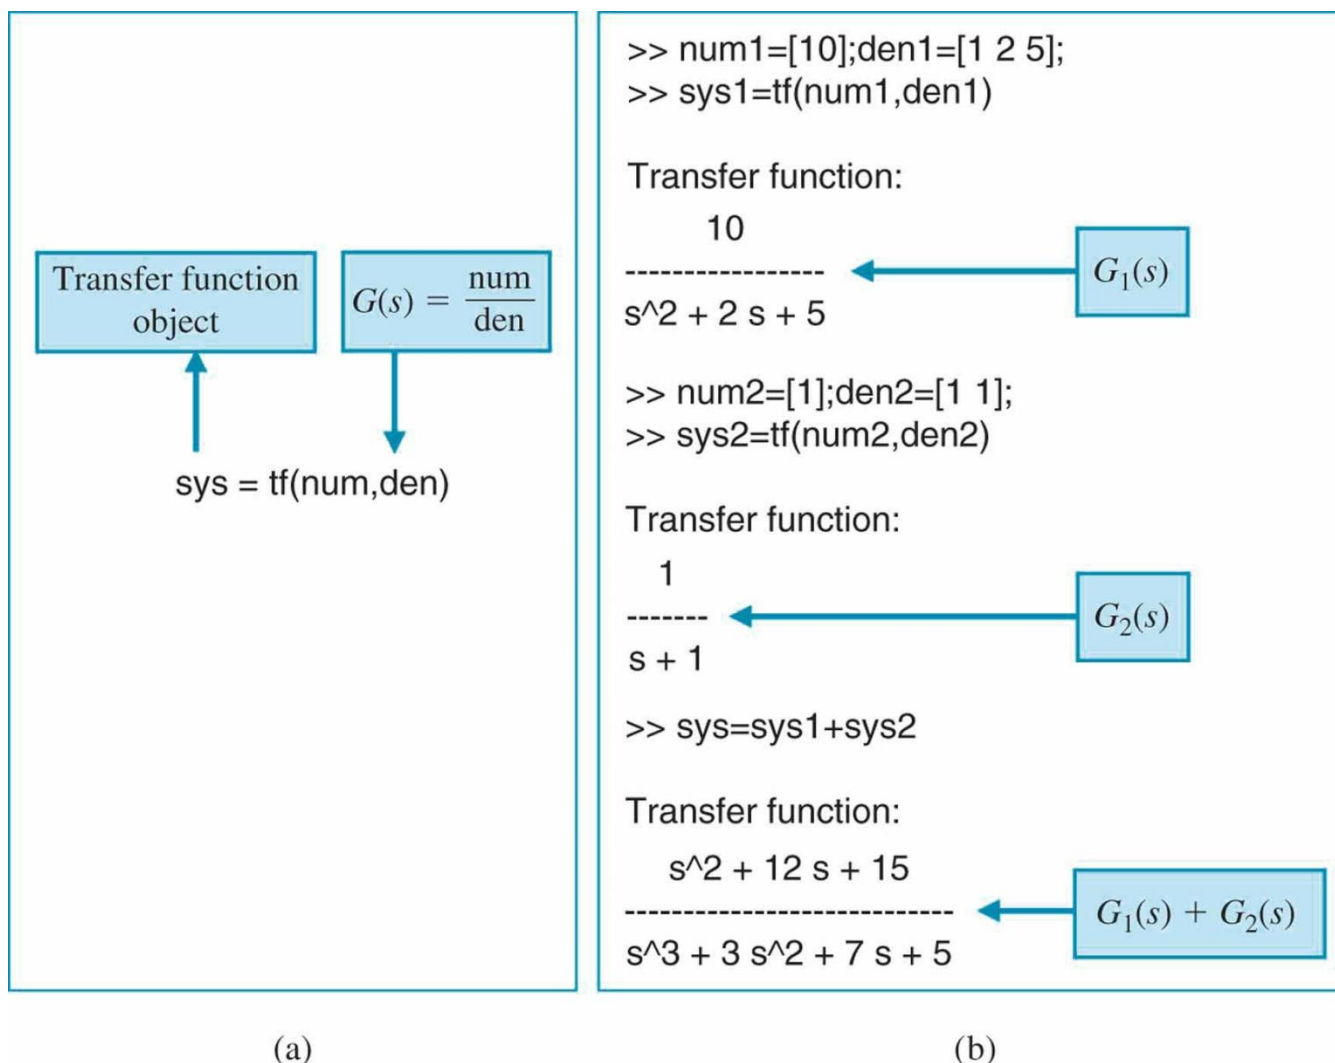 Transfer function
object
G(s) = num
den
sys = tf(num,den)
(a)
>> num1=[10];den1=[1 2 5];
>> sys1=tf(num1,den1)
Transfer function:
10
-----------------
s^2 + 2 s + 5
G₁(s)
>> num2=[1];den2=[1 1];
>> sys2=tf(num2,den2)
Transfer function:
1
-------
s + 1
G₂(s)
>> sys=sys1+sys2
Transfer function:
s^2 + 12 s + 15
----------------------------
s^3 + 3 s^2 + 7 s + 5
G₁(s) + G₂(s)
(b)